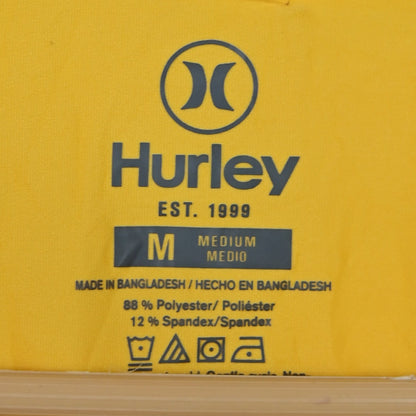 Hurley
EST. 1999
M MEDIUM
MEDIO
MADE IN BANGLADESH / HECHO EN BANGLADESH
88 % Polyester/ Poliéster
12 % Spandex/Spandex